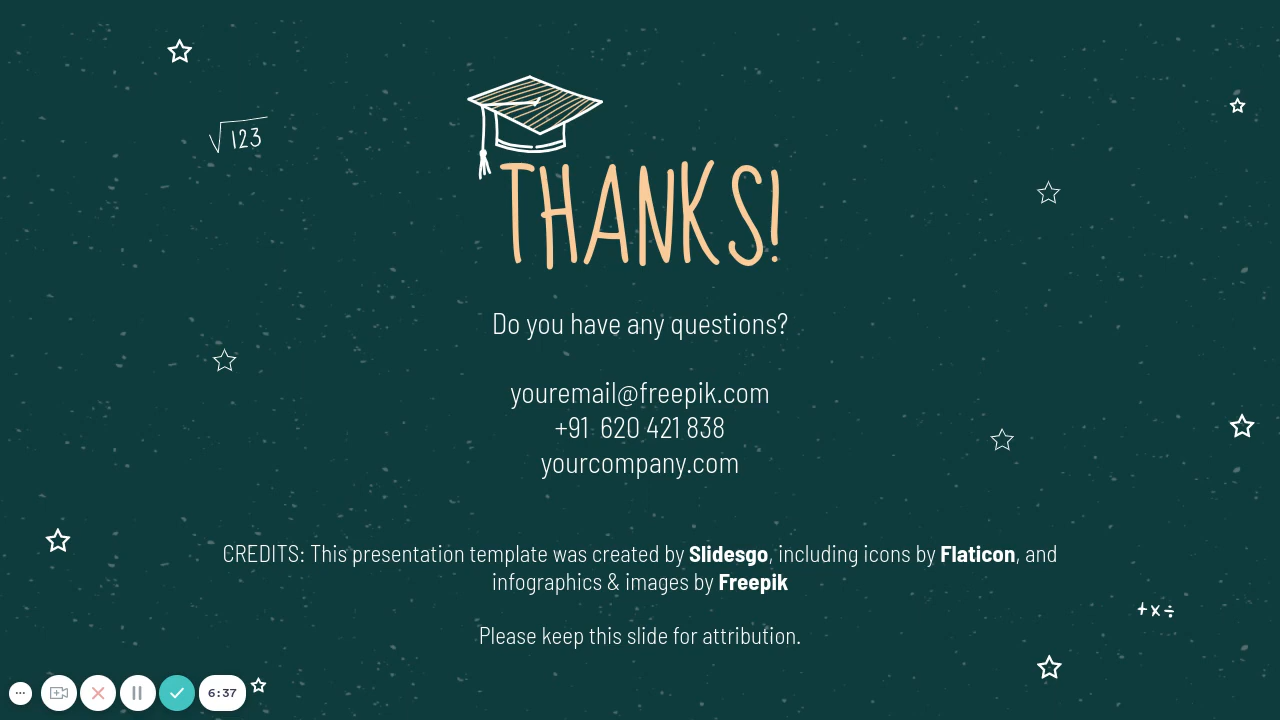 √123
THANKS!
Do you have any questions?
youremail@freepik.com
+91  620 421 838
yourcompany.com
CREDITS: This presentation template was created by Slidesgo, including icons by Flaticon, and
infographics & images by Freepik
+×÷
Please keep this slide for attribution.
6:37